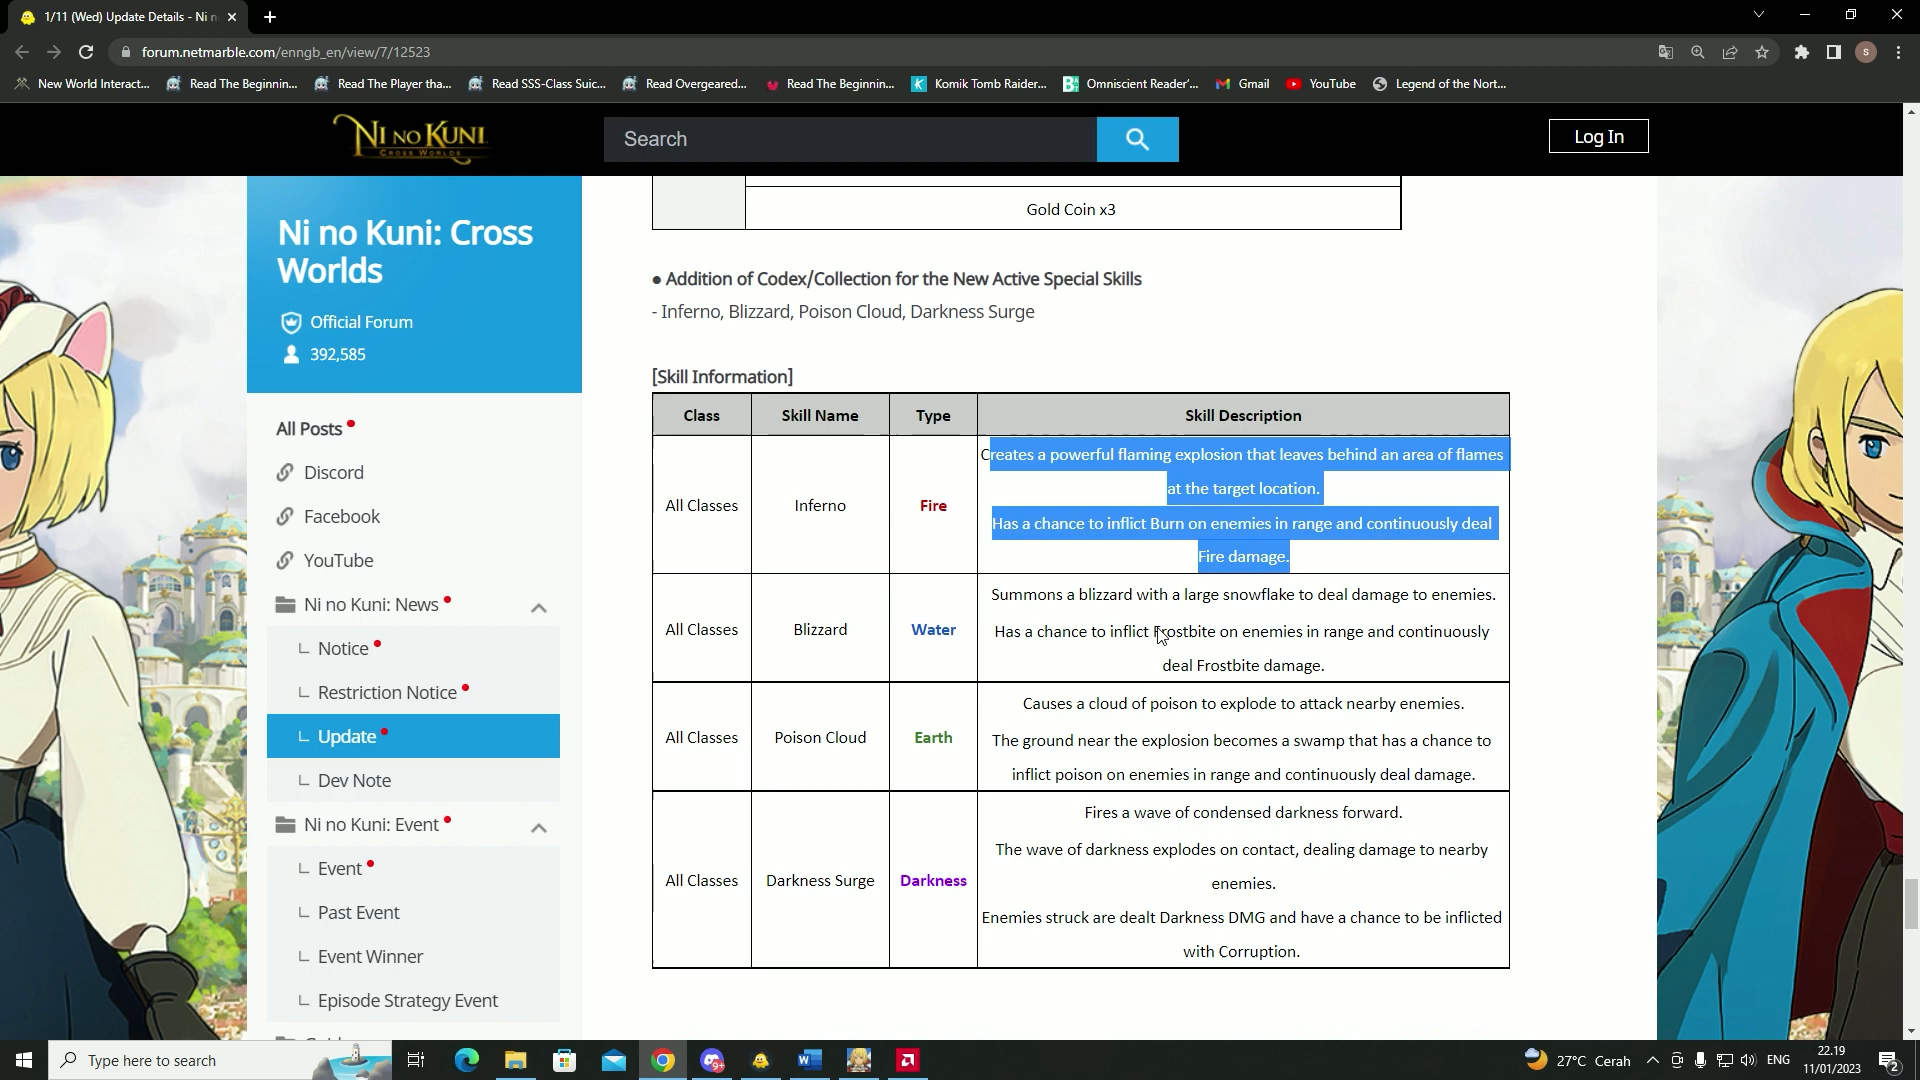 1/11 (Wed) Update Details - Ni n
forum.netmarble.com/enngb_en/view/7/12523
S
New World Interact...
Read The Beginnin...
Read The Player tha...
Read SSS-Class Suic...
Read Overgeared...
Read The Beginnin...
Komik Tomb Raider...
Omniscient Reader'...
Gmail
YouTube
Legend of the Nort...
NI NO KUNI
CROSS WORLDS
Search
Log In
Ni no Kuni: Cross
Worlds
Official Forum
392,585
All Posts
Discord
Facebook
YouTube
Ni no Kuni: News
Notice
Restriction Notice
Update
Dev Note
Ni no Kuni: Event
Event
Past Event
Event Winner
Episode Strategy Event
Gold Coin x3
● Addition of Codex/Collection for the New Active Special Skills
- Inferno, Blizzard, Poison Cloud, Darkness Surge
[Skill Information]
Class Skill Name Type Skill Description
All Classes Inferno Fire
Creates a powerful flaming explosion that leaves behind an area of flames
at the target location.
Has a chance to inflict Burn on enemies in range and continuously deal
Fire damage.
All Classes Blizzard Water
Summons a blizzard with a large snowflake to deal damage to enemies.
Has a chance to inflict Frostbite on enemies in range and continuously
deal Frostbite damage.
All Classes Poison Cloud Earth
Causes a cloud of poison to explode to attack nearby enemies.
The ground near the explosion becomes a swamp that has a chance to
inflict poison on enemies in range and continuously deal damage.
All Classes Darkness Surge Darkness
Fires a wave of condensed darkness forward.
The wave of darkness explodes on contact, dealing damage to nearby
enemies.
Enemies struck are dealt Darkness DMG and have a chance to be inflicted
with Corruption.
Type here to search
9+
27°C Cerah
ENG
22.19
11/01/2023
2